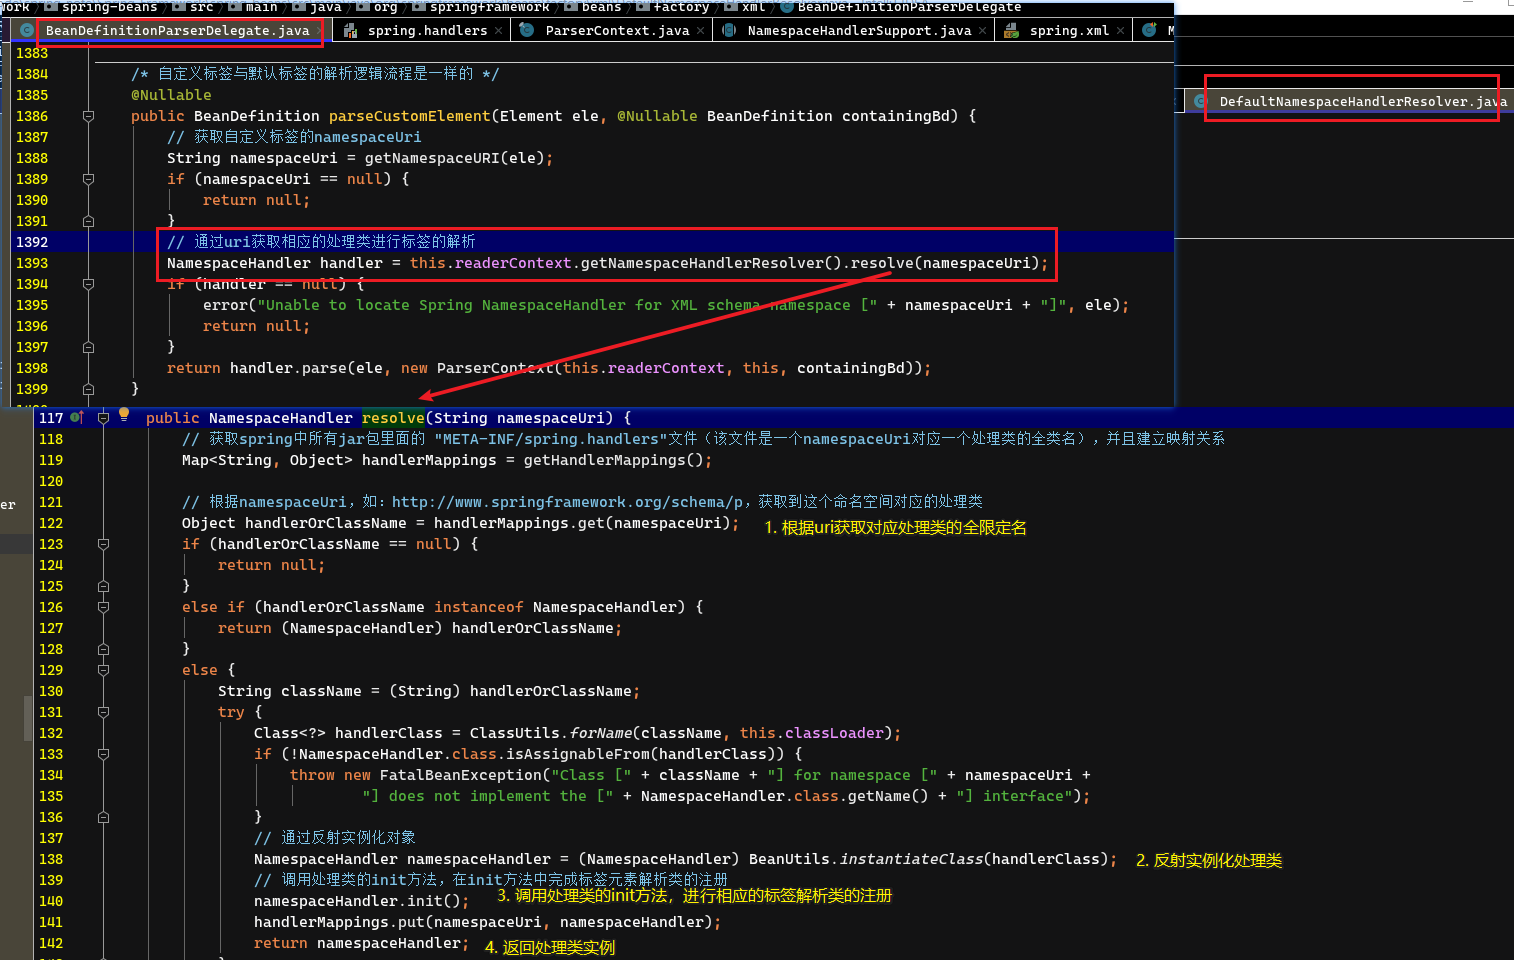 work spring-beans src main java org springframework beans factory xml BeanDefinitionParserDelegate
BeanDefinitionParserDelegate.java spring.handlers ParserContext.java NamespaceHandlerSupport.java spring.xml
DefaultNamespaceHandlerResolver.java
1383
1384 /* 自定义标签与默认标签的解析逻辑流程是一样的 */
1385 @Nullable
1386 public BeanDefinition parseCustomElement(Element ele, @Nullable BeanDefinition containingBd) {
1387 // 获取自定义标签的namespaceUri
1388 String namespaceUri = getNamespaceURI(ele);
1389 if (namespaceUri == null) {
1390 return null;
1391 }
1392 // 通过uri获取相应的处理类进行标签的解析
1393 NamespaceHandler handler = this.readerContext.getNamespaceHandlerResolver().resolve(namespaceUri);
1394 if (handler == null) {
1395 error("Unable to locate Spring NamespaceHandler for XML schema namespace [" + namespaceUri + "]", ele);
1396 return null;
1397 }
1398 return handler.parse(ele, new ParserContext(this.readerContext, this, containingBd));
1399 }
117 public NamespaceHandler resolve(String namespaceUri) {
118 // 获取spring中所有jar包里面的 "META-INF/spring.handlers"文件（该文件是一个namespaceUri对应一个处理类的全类名），并且建立映射关系
119 Map<String, Object> handlerMappings = getHandlerMappings();
120
121 // 根据namespaceUri，如：http://www.springframework.org/schema/p，获取到这个命名空间对应的处理类
122 Object handlerOrClassName = handlerMappings.get(namespaceUri); 1. 根据uri获取对应处理类的全限定名
123 if (handlerOrClassName == null) {
124 return null;
125 }
126 else if (handlerOrClassName instanceof NamespaceHandler) {
127 return (NamespaceHandler) handlerOrClassName;
128 }
129 else {
130 String className = (String) handlerOrClassName;
131 try {
132 Class<?> handlerClass = ClassUtils.forName(className, this.classLoader);
133 if (!NamespaceHandler.class.isAssignableFrom(handlerClass)) {
134 throw new FatalBeanException("Class [" + className + "] for namespace [" + namespaceUri +
135 "] does not implement the [" + NamespaceHandler.class.getName() + "] interface");
136 }
137 // 通过反射实例化对象
138 NamespaceHandler namespaceHandler = (NamespaceHandler) BeanUtils.instantiateClass(handlerClass); 2. 反射实例化处理类
139 // 调用处理类的init方法，在init方法中完成标签元素解析类的注册
140 namespaceHandler.init(); 3. 调用处理类的init方法，进行相应的标签解析类的注册
141 handlerMappings.put(namespaceUri, namespaceHandler);
142 return namespaceHandler; 4. 返回处理类实例
er